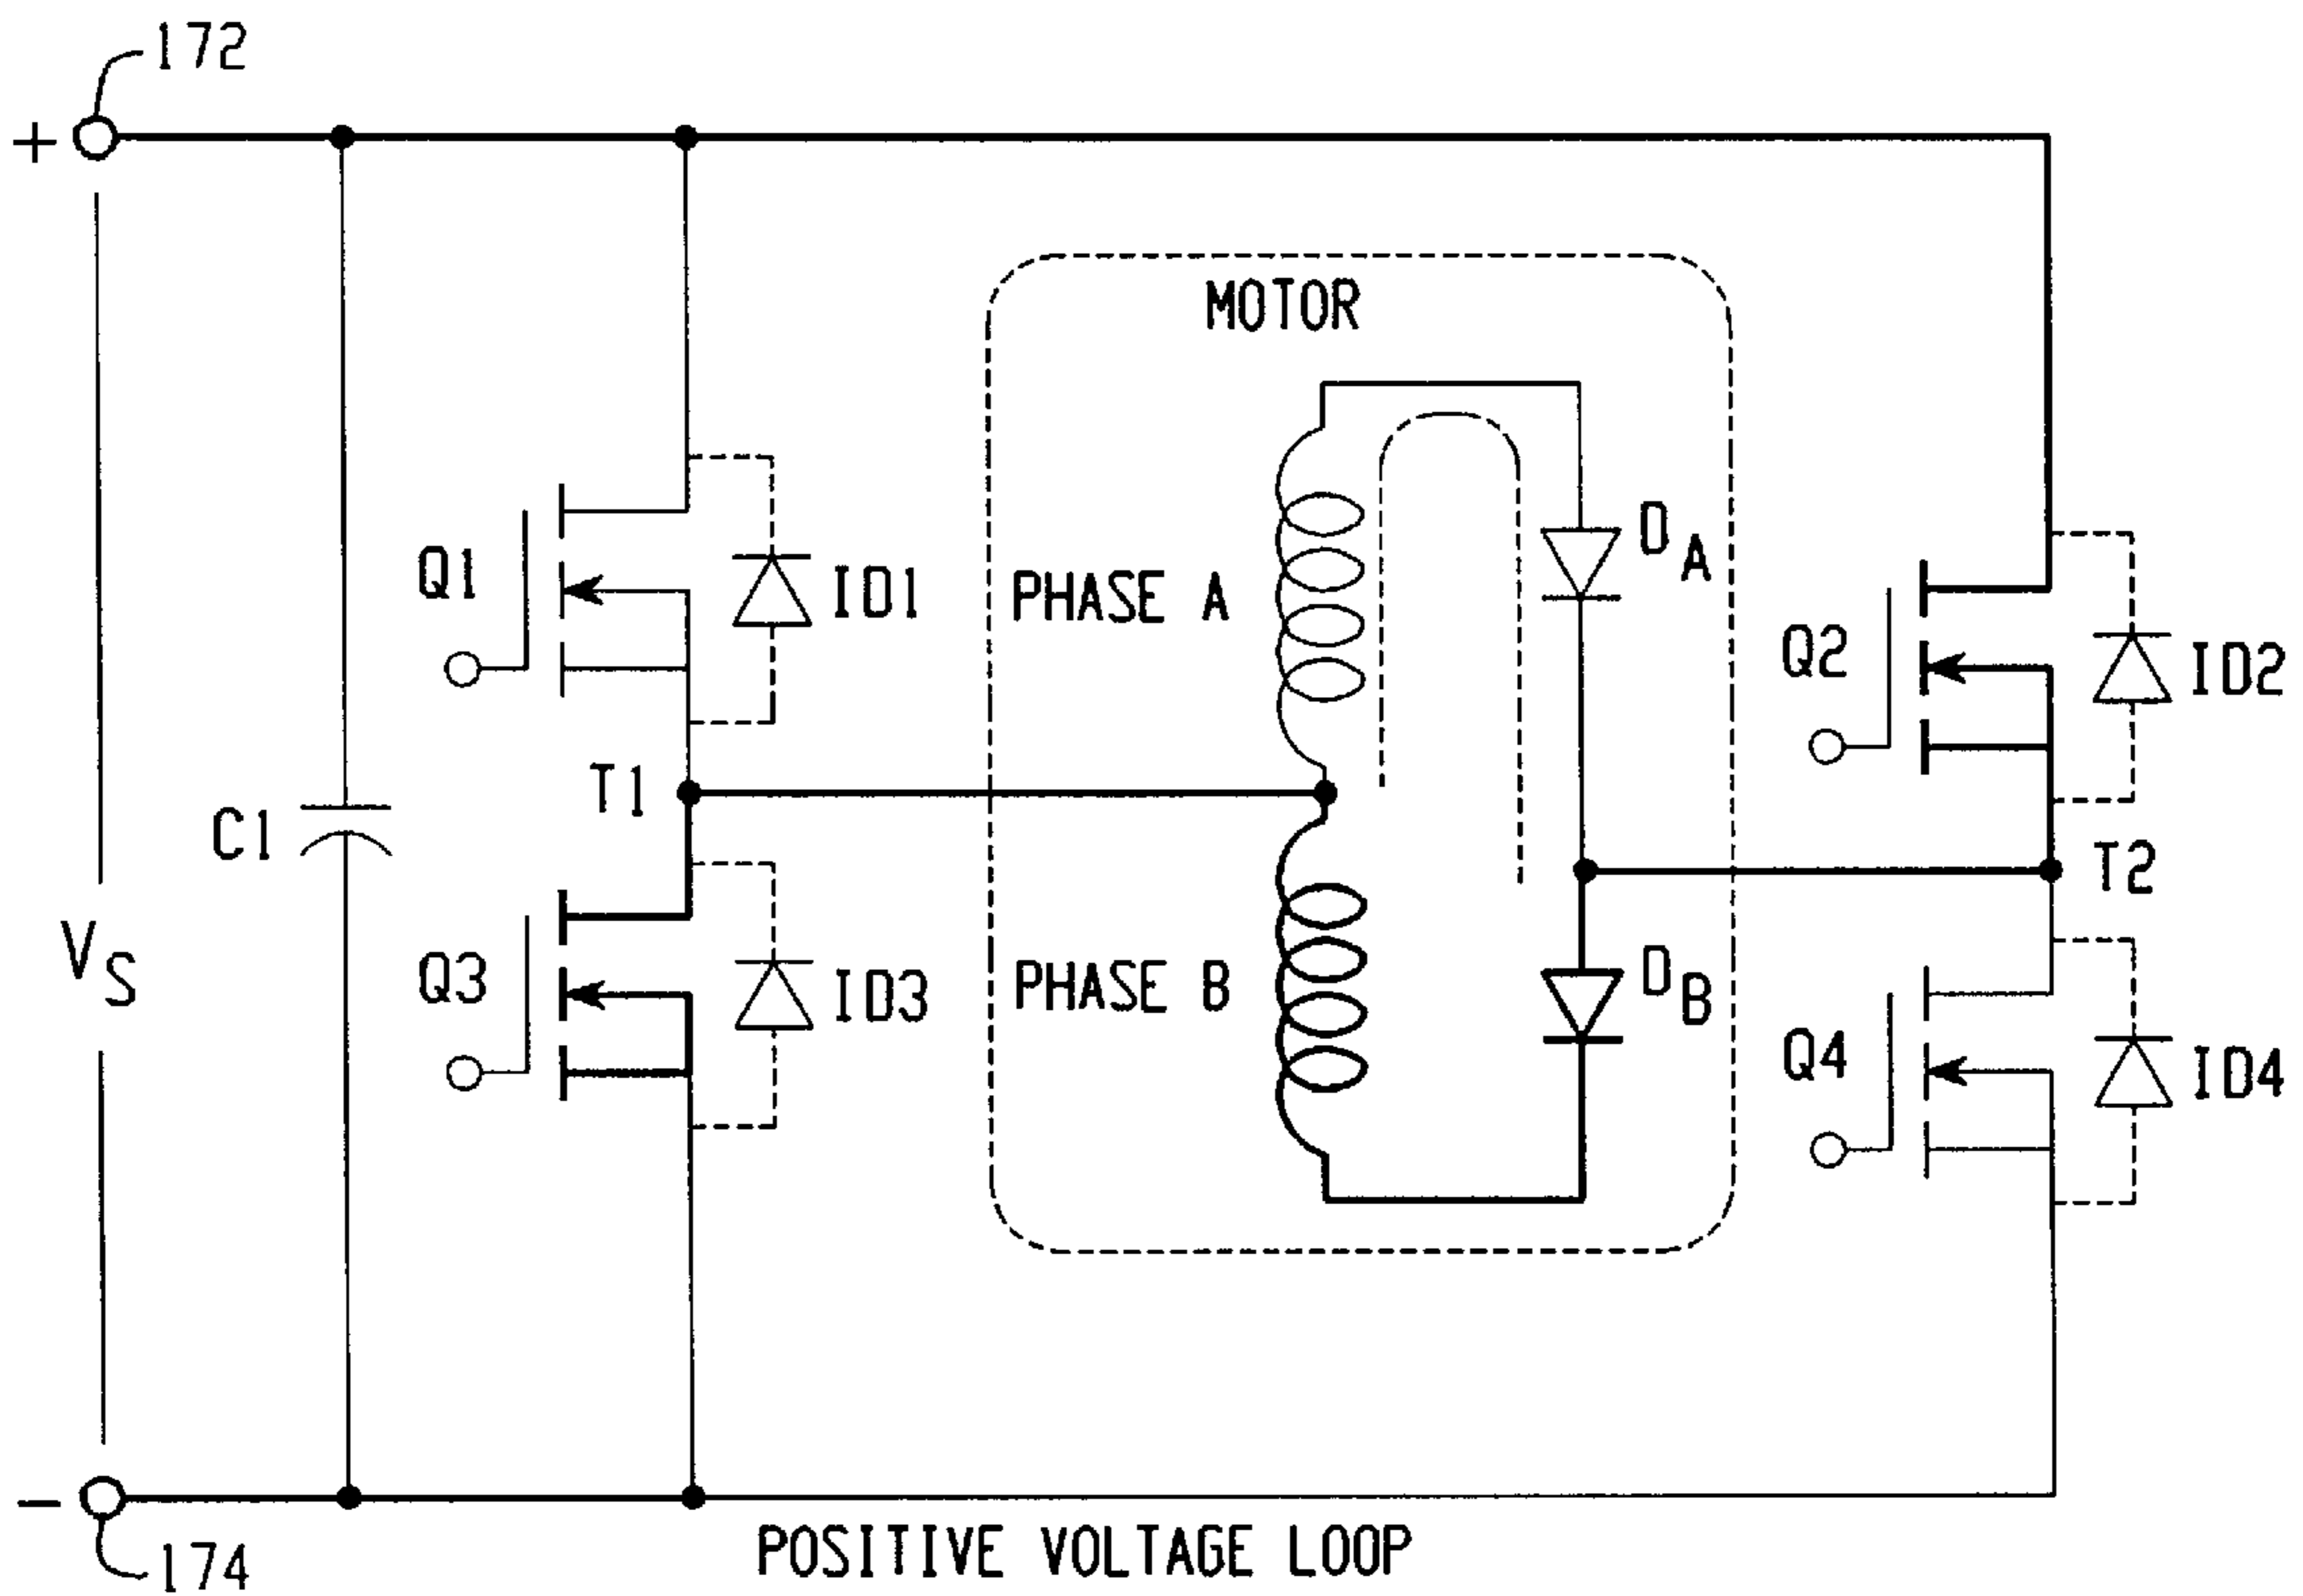 172
+
MOTOR
D A
Q1
ID1
PHASE A
Q2
ID2
T1
C1
T2
V S
Q3
ID3
PHASE B
D B
Q4
ID4
−
POSITIVE VOLTAGE LOOP
174